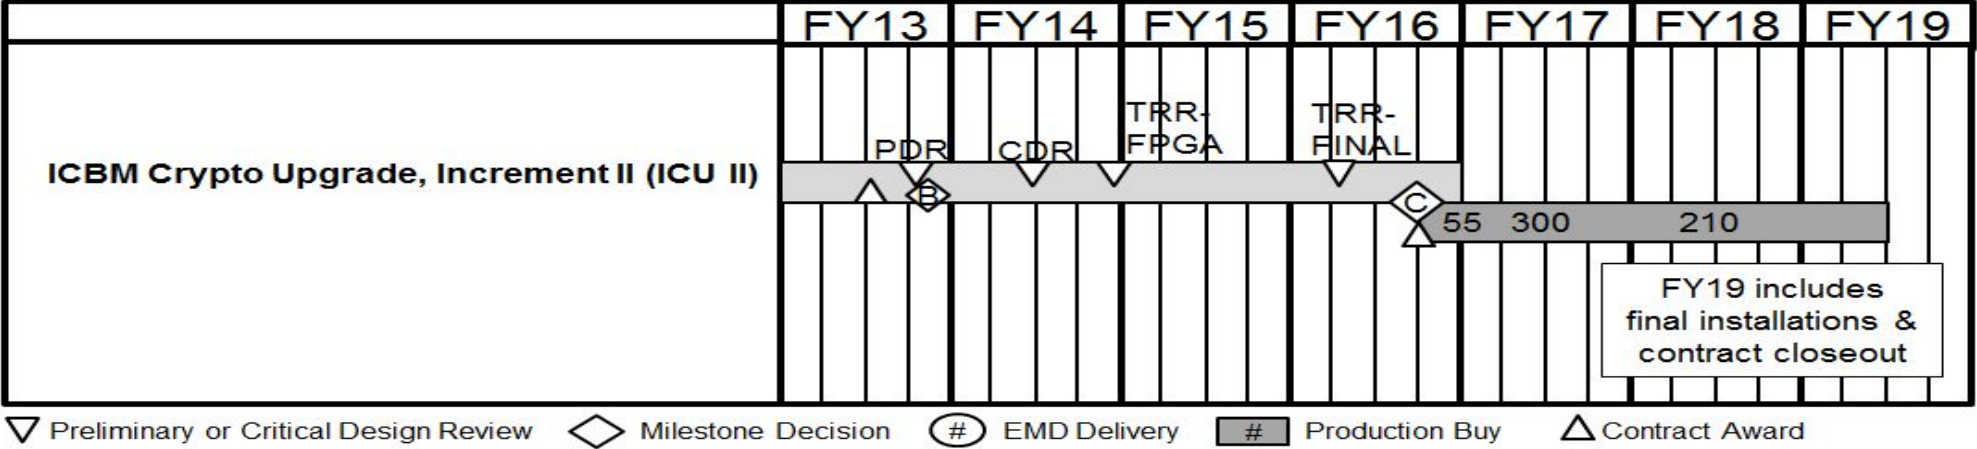 FY13 FY14 FY15 FY16 FY17 FY18 FY19
TRR- TRR-
PDR CDR FPGA FINAL
ICBM Crypto Upgrade, Increment II (ICU II)
B C
55 300 210
FY19 includes
final installations &
contract closeout
Preliminary or Critical Design Review Milestone Decision # EMD Delivery # Production Buy Contract Award